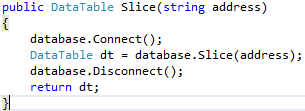 public DataTable Slice(string address)
{
    database.Connect();
    DataTable dt = database.Slice(address);
    database.Disconnect();
    return dt;
}